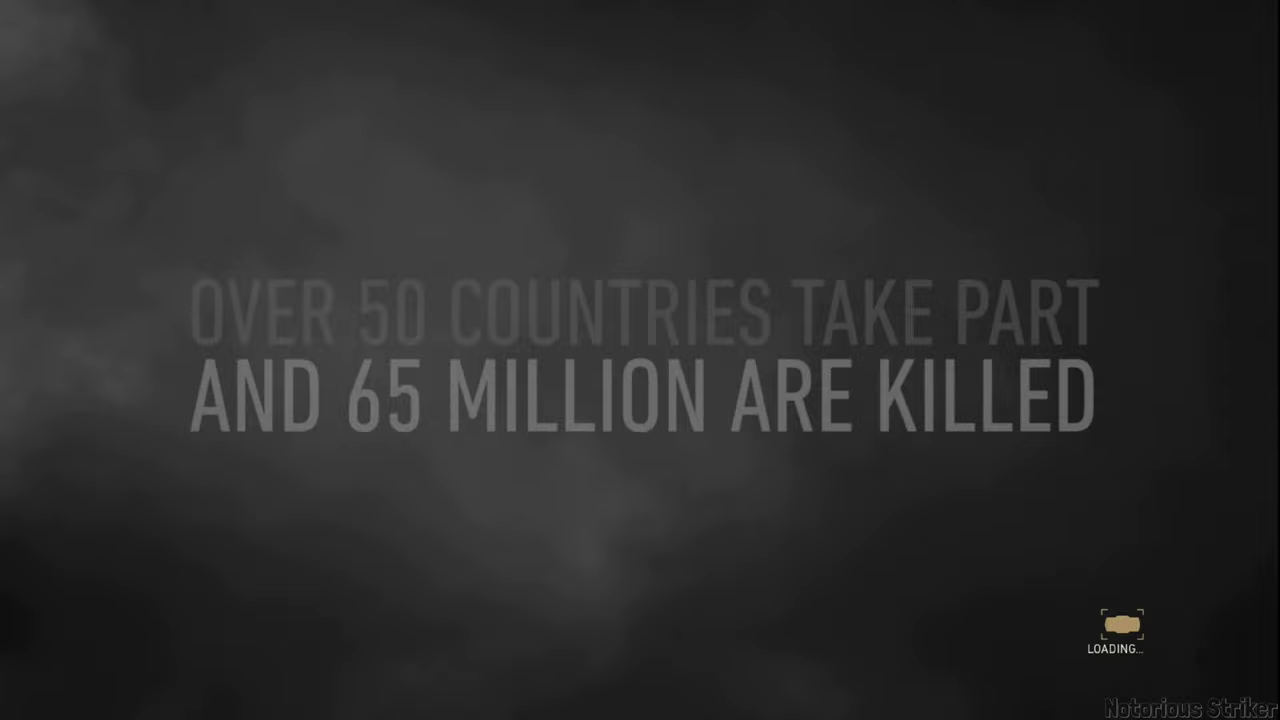 OVER 50 COUNTRIES TAKE PART
AND 65 MILLION ARE KILLED
LOADING...
Notorious Striker